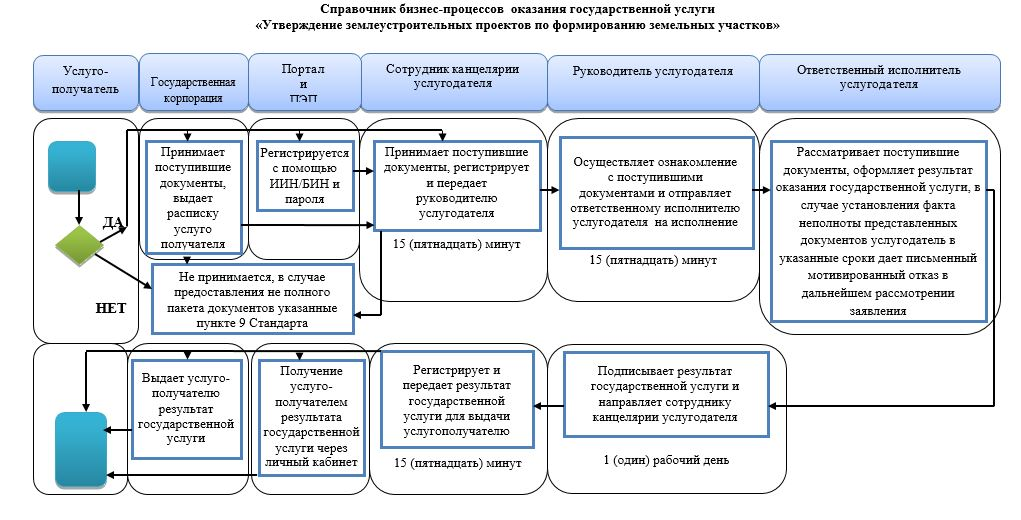 Справочник бизнес-процессов оказания государственной услуги
«Утверждение землеустроительных проектов по формированию земельных участков»
Услуго-
получатель
Государственная
корпорация
Портал
и
ПЭП
Сотрудник канцелярии
услугодателя
Руководитель услугодателя
Ответственный исполнитель
услугодателя
ДА
НЕТ
Принимает
поступившие
документы,
выдает
расписку
услуго
получателя
Регистрируется
с помощью
ИИН/БИН и
пароля
Принимает поступившие
документы, регистрирует
и передает
руководителю
услугодателя
15 (пятнадцать) минут
Осуществляет ознакомление
с поступившими
документами и отправляет
ответственному исполнителю
услугодателя на исполнение
15 (пятнадцать) минут
Рассматривает поступившие
документы, оформляет результат
оказания государственной услуги, в
случае установления факта
неполноты представленных
документов услугодатель в
указанные сроки дает письменный
мотивированный отказ в
дальнейшем рассмотрении
заявления
Не принимается, в случае
предоставления не полного
пакета документов указанные
пункте 9 Стандарта
Выдает услуго-
получателю
результат
государственной
услуги
Получение
услуго-
получателем
результата
государственной
услуги через
личный кабинет
Регистрирует и
передает результат
государственной
услуги для выдачи
услугополучателю
15 (пятнадцать) минут
Подписывает результат
государственной услуги и
направляет сотруднику
канцелярии услугодателя
1 (один) рабочий день